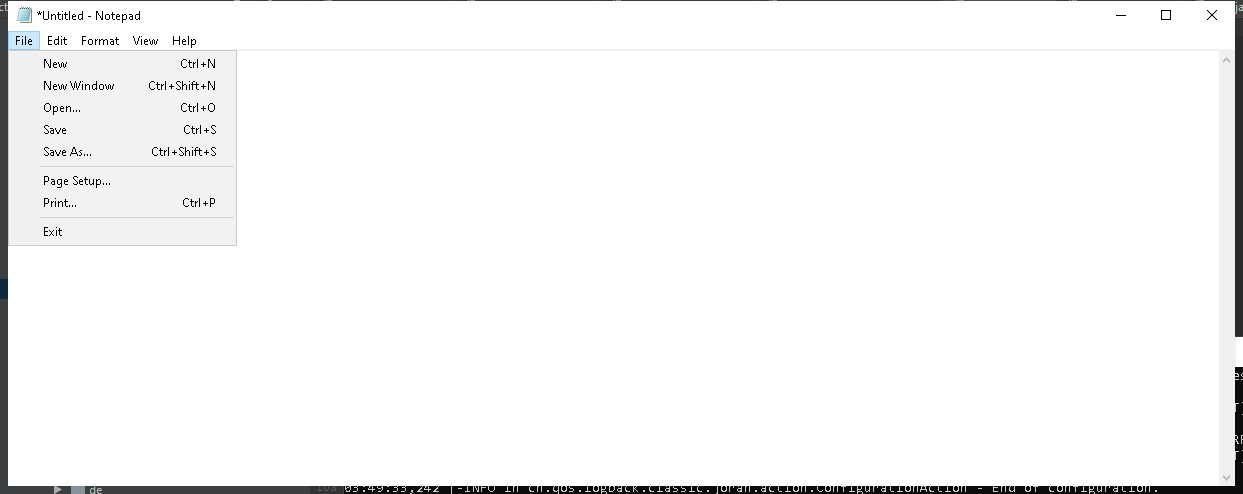 *Untitled - Notepad
File Edit Format View Help
New Ctrl+N
New Window Ctrl+Shift+N
Open... Ctrl+O
Save Ctrl+S
Save As... Ctrl+Shift+S
Page Setup...
Print... Ctrl+P
Exit
de
03:49:33,242 |-INFO in ch.qos.logback.classic.joran.action.ConfigurationAction - End of configuration.